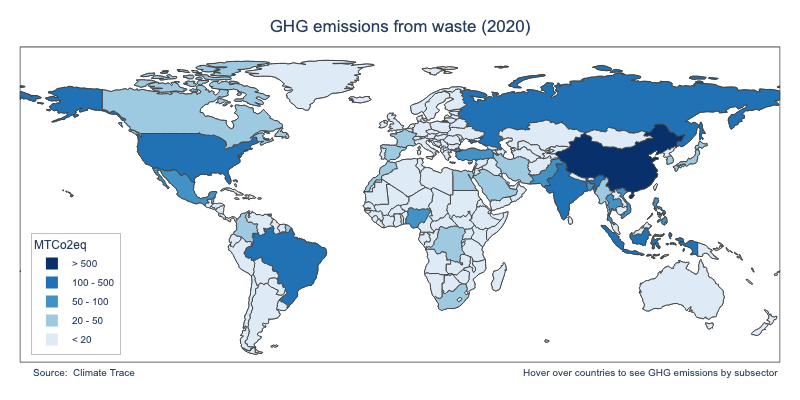 GHG emissions from waste (2020)
MTCo2eq
> 500
100 - 500
50 - 100
20 - 50
< 20
Source: Climate Trace
Hover over countries to see GHG emissions by subsector